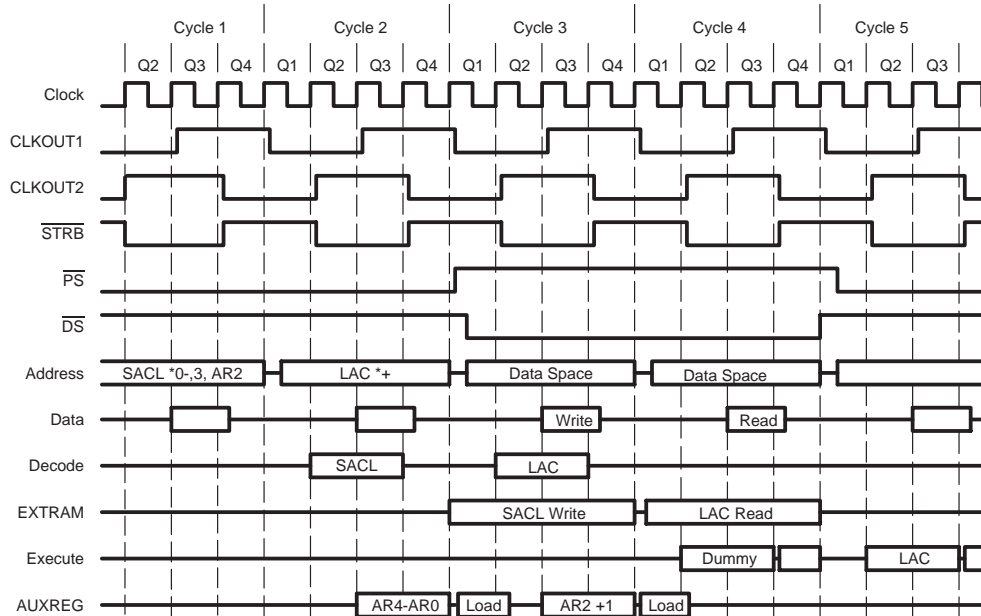 Cycle 1 Cycle 2 Cycle 3 Cycle 4 Cycle 5
Q2 Q3 Q4 Q1 Q2 Q3 Q4 Q1 Q2 Q3 Q4 Q1 Q2 Q3 Q4 Q1 Q2 Q3
Clock
CLKOUT1
CLKOUT2
STRB
PS
DS
Address SACL *0-,3, AR2 LAC *+ Data Space Data Space
Data Write Read
Decode SACL LAC
EXTRAM SACL Write LAC Read
Execute Dummy LAC
AUXREG AR4-AR0 Load AR2 +1 Load